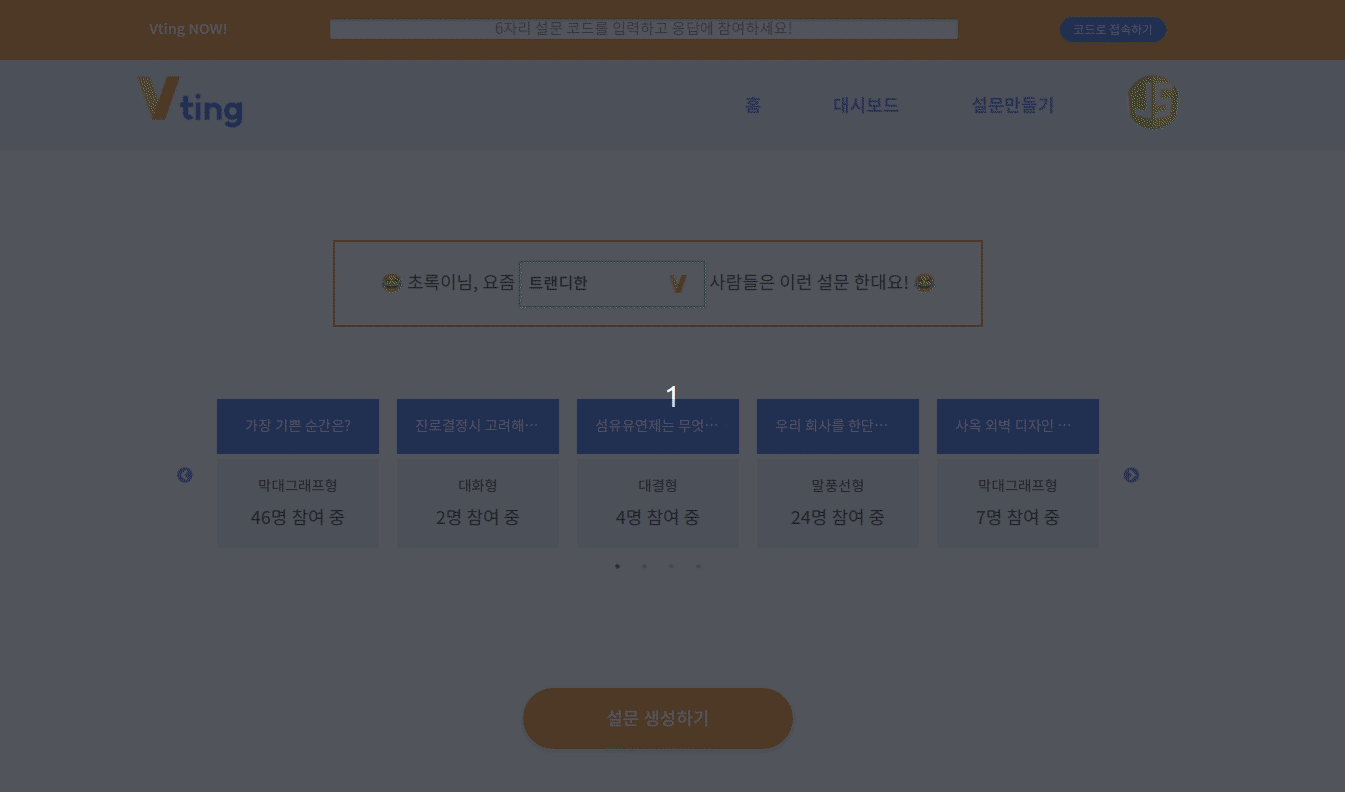 Vting NOW!
6자리 설문 코드를 입력하고 응답에 참여하세요!
코드로 접속하기
Vting
홈
대시보드
설문만들기
초록이님, 요즘 트랜디한 V 사람들은 이런 설문 한대요!
1
가장 기쁜 순간은?
진로결정시 고려해…
섬유유연제는 무엇…
우리 회사를 한단…
사옥 외벽 디자인 …
막대그래프형
대화형
대결형
말풍선형
막대그래프형
46명 참여 중
2명 참여 중
4명 참여 중
24명 참여 중
7명 참여 중
설문 생성하기